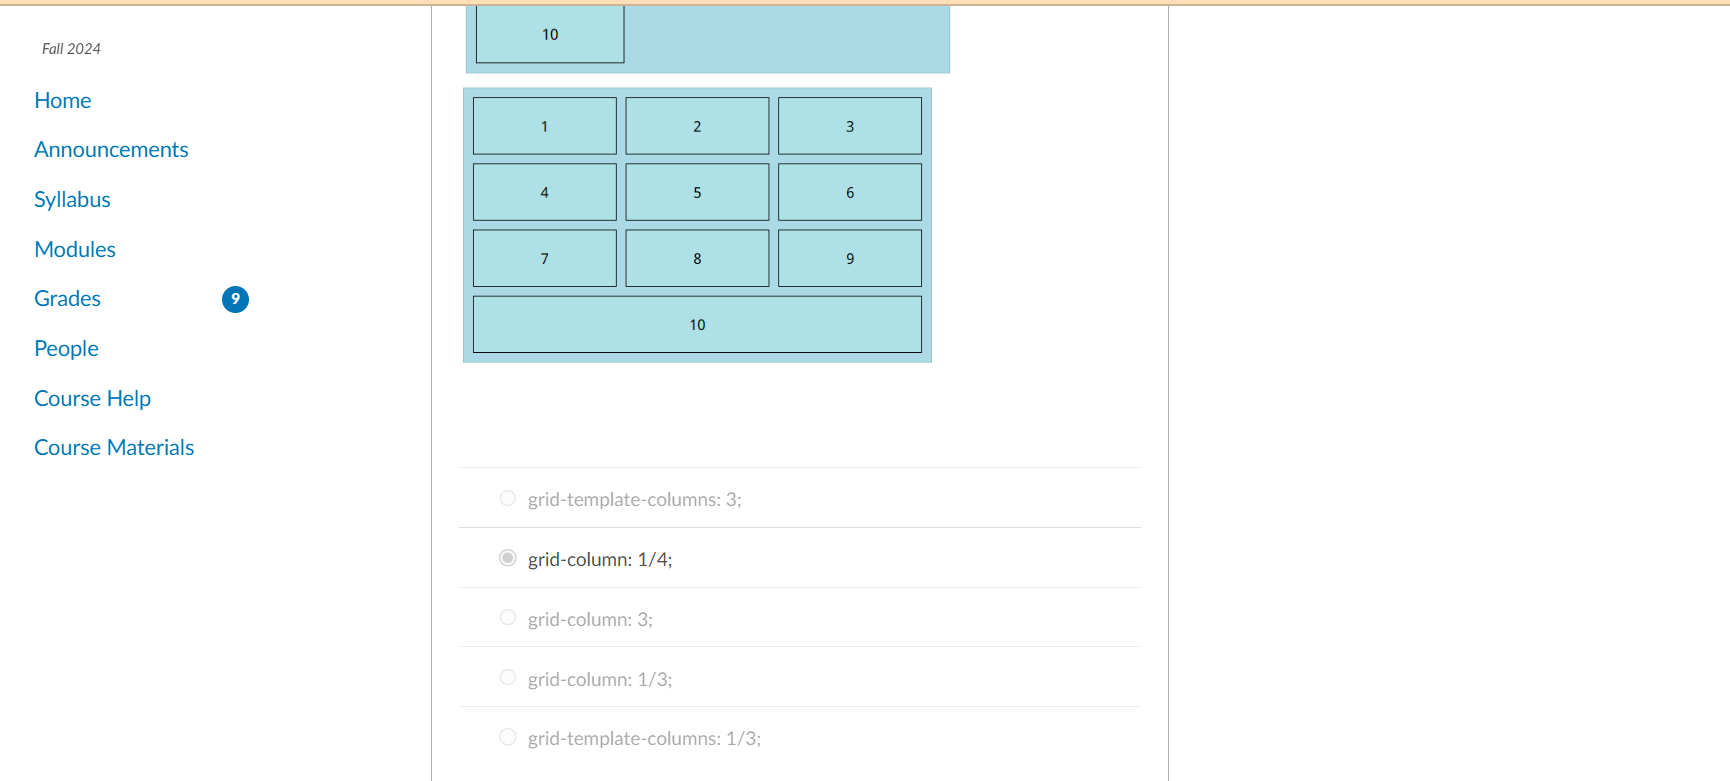 Fall 2024
Home
Announcements
Syllabus
Modules
Grades 9
People
Course Help
Course Materials
10
1 2 3
4 5 6
7 8 9
10
grid-template-columns: 3;
grid-column: 1/4;
grid-column: 3;
grid-column: 1/3;
grid-template-columns: 1/3;